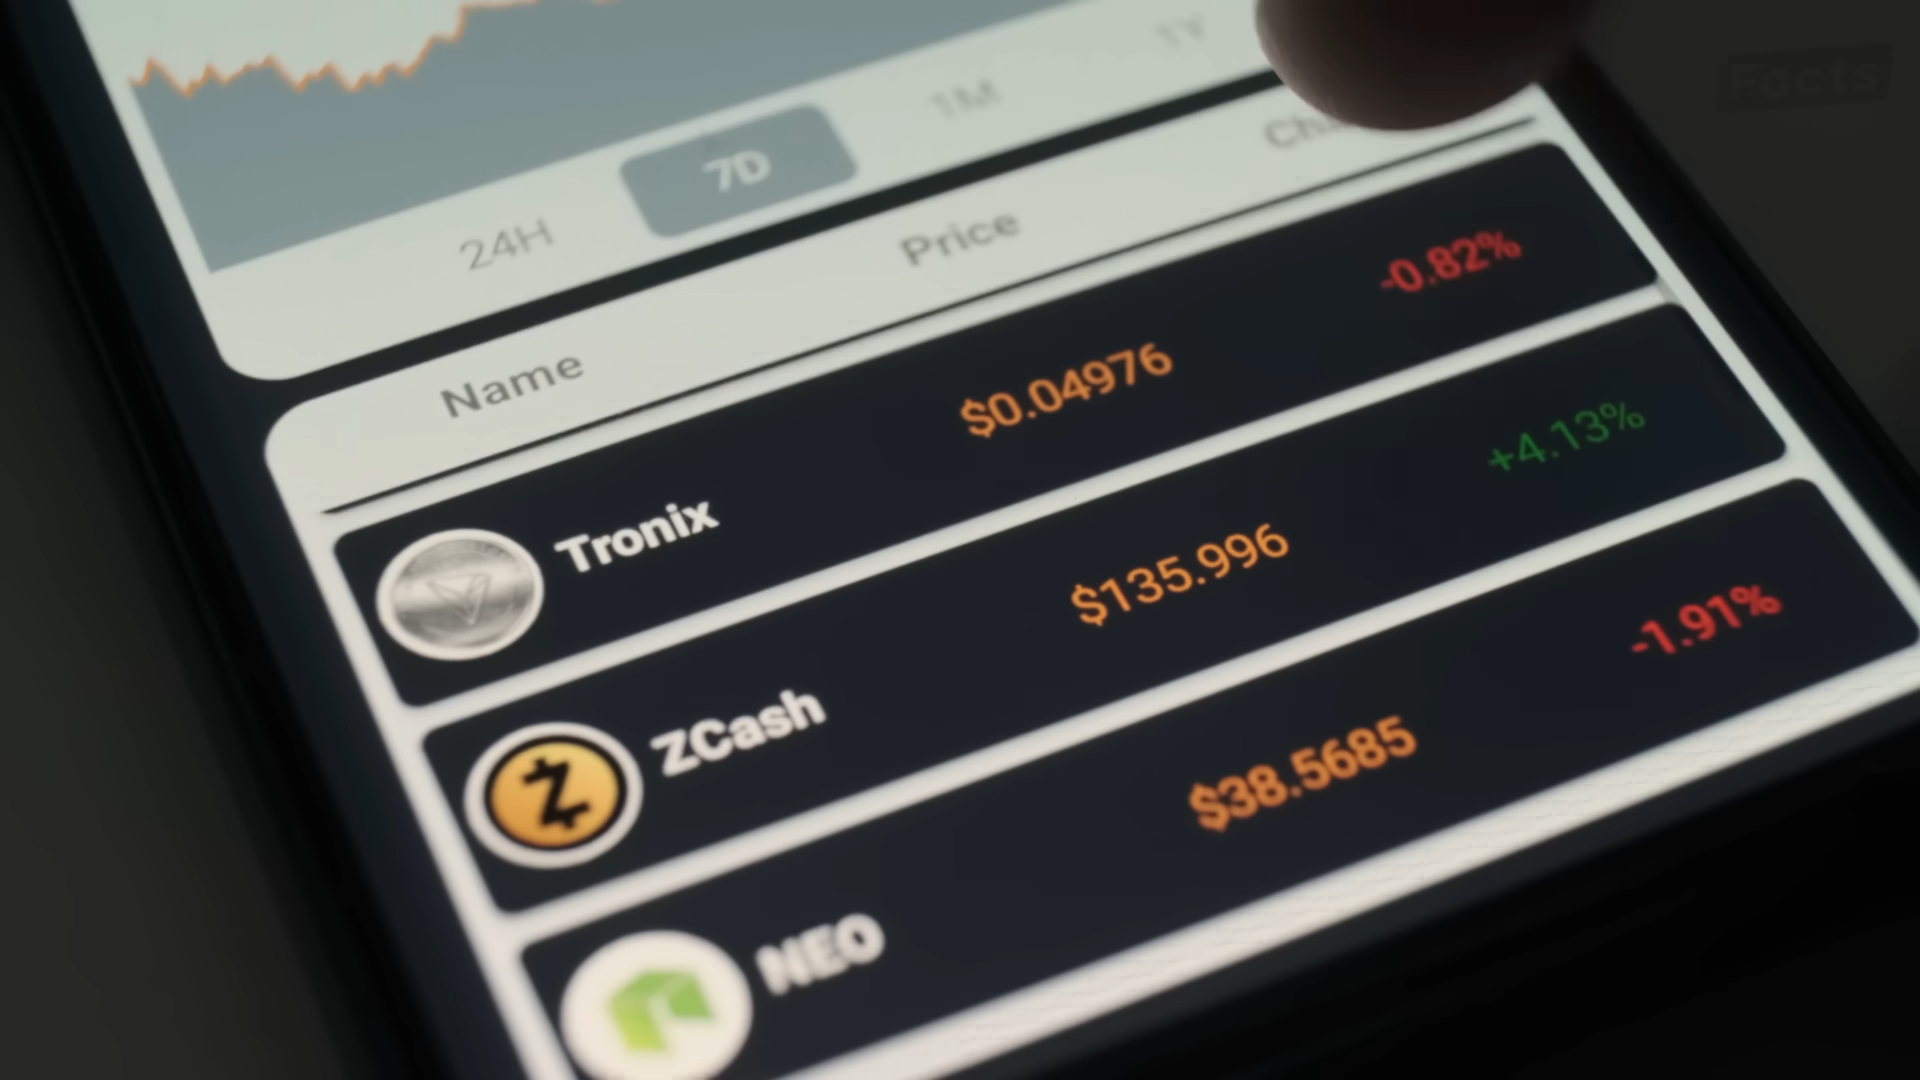 Facts
24H 7D 1M 1Y
Name Price
Tronix $0.04976 -0.82%
ZCash $135.996 +4.13%
NEO $38.5685 -1.91%